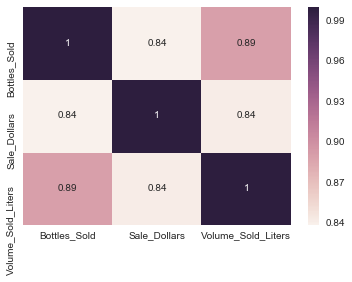 Bottles_Sold
Sale_Dollars
Volume_Sold_Liters
1 0.84 0.89
0.84 1 0.84
0.89 0.84 1
Bottles_Sold Sale_Dollars Volume_Sold_Liters
0.99
0.96
0.93
0.90
0.87
0.84